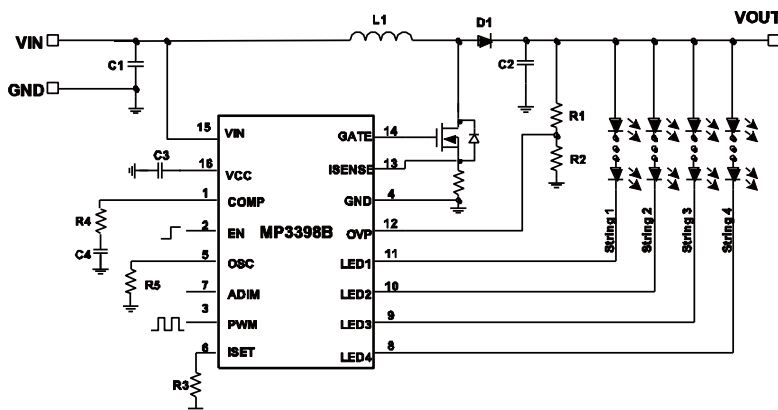 L1
D1
VOUT
VIN
C1
C2
GND
R1
R2
15
VIN
GATE
14
C3
16
VCC
ISENSE
13
1
COMP
GND
4
R4
2
EN
MP3398B
OVP
12
C4
5
OSC
LED1
11
R5
7
ADIM
LED2
10
3
PWM
LED3
9
6
ISET
LED4
8
R3
String 1
String 2
String 3
String 4